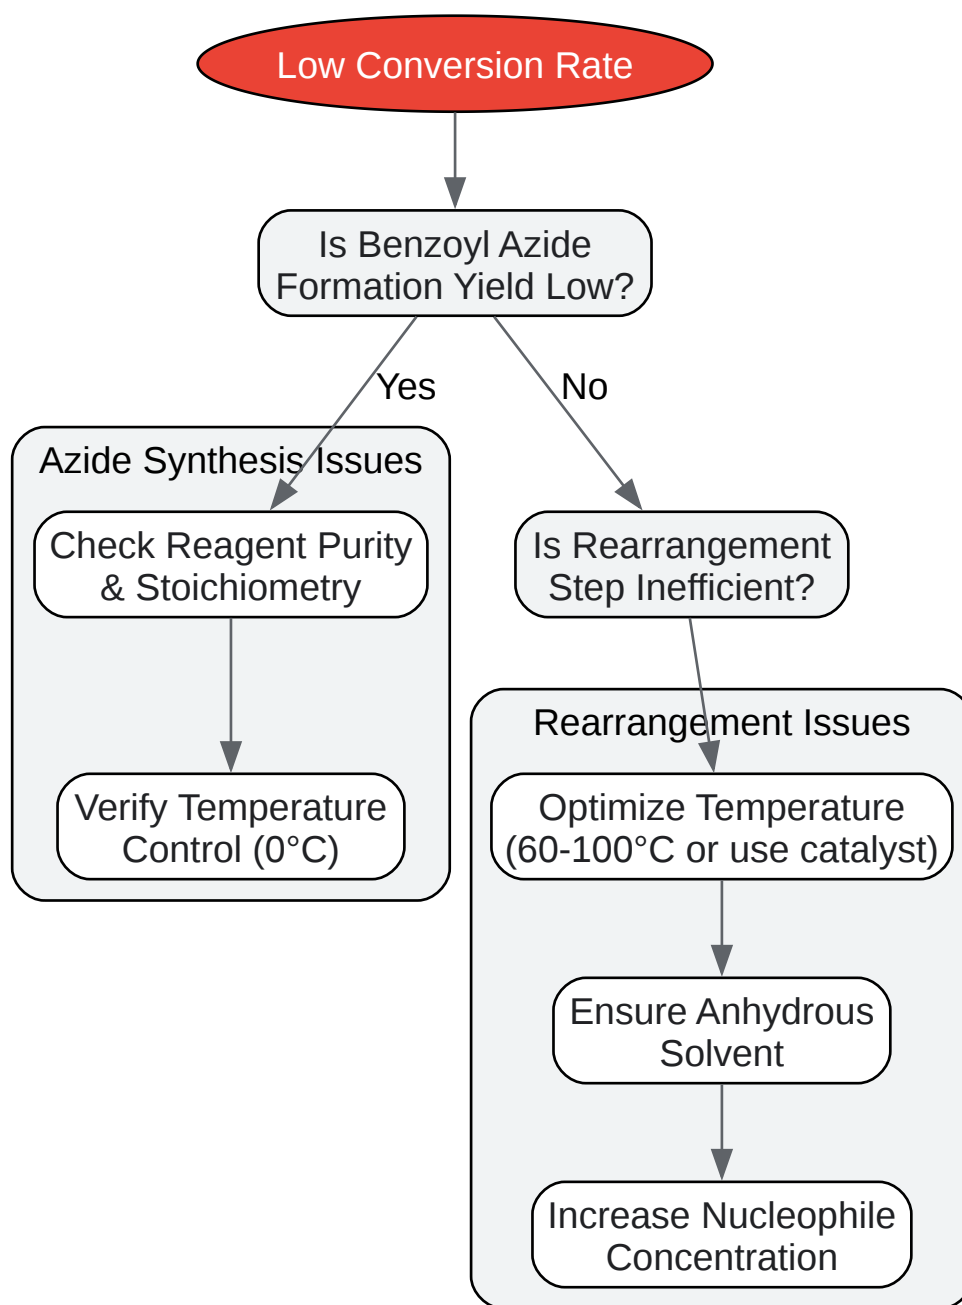 Low Conversion Rate
Is Benzoyl Azide
Formation Yield Low?
Yes
No
Azide Synthesis Issues
Check Reagent Purity
& Stoichiometry
Is Rearrangement
Step Inefficient?
Rearrangement Issues
Verify Temperature
Control (0°C)
Optimize Temperature
(60-100°C or use catalyst)
Ensure Anhydrous
Solvent
Increase Nucleophile
Concentration